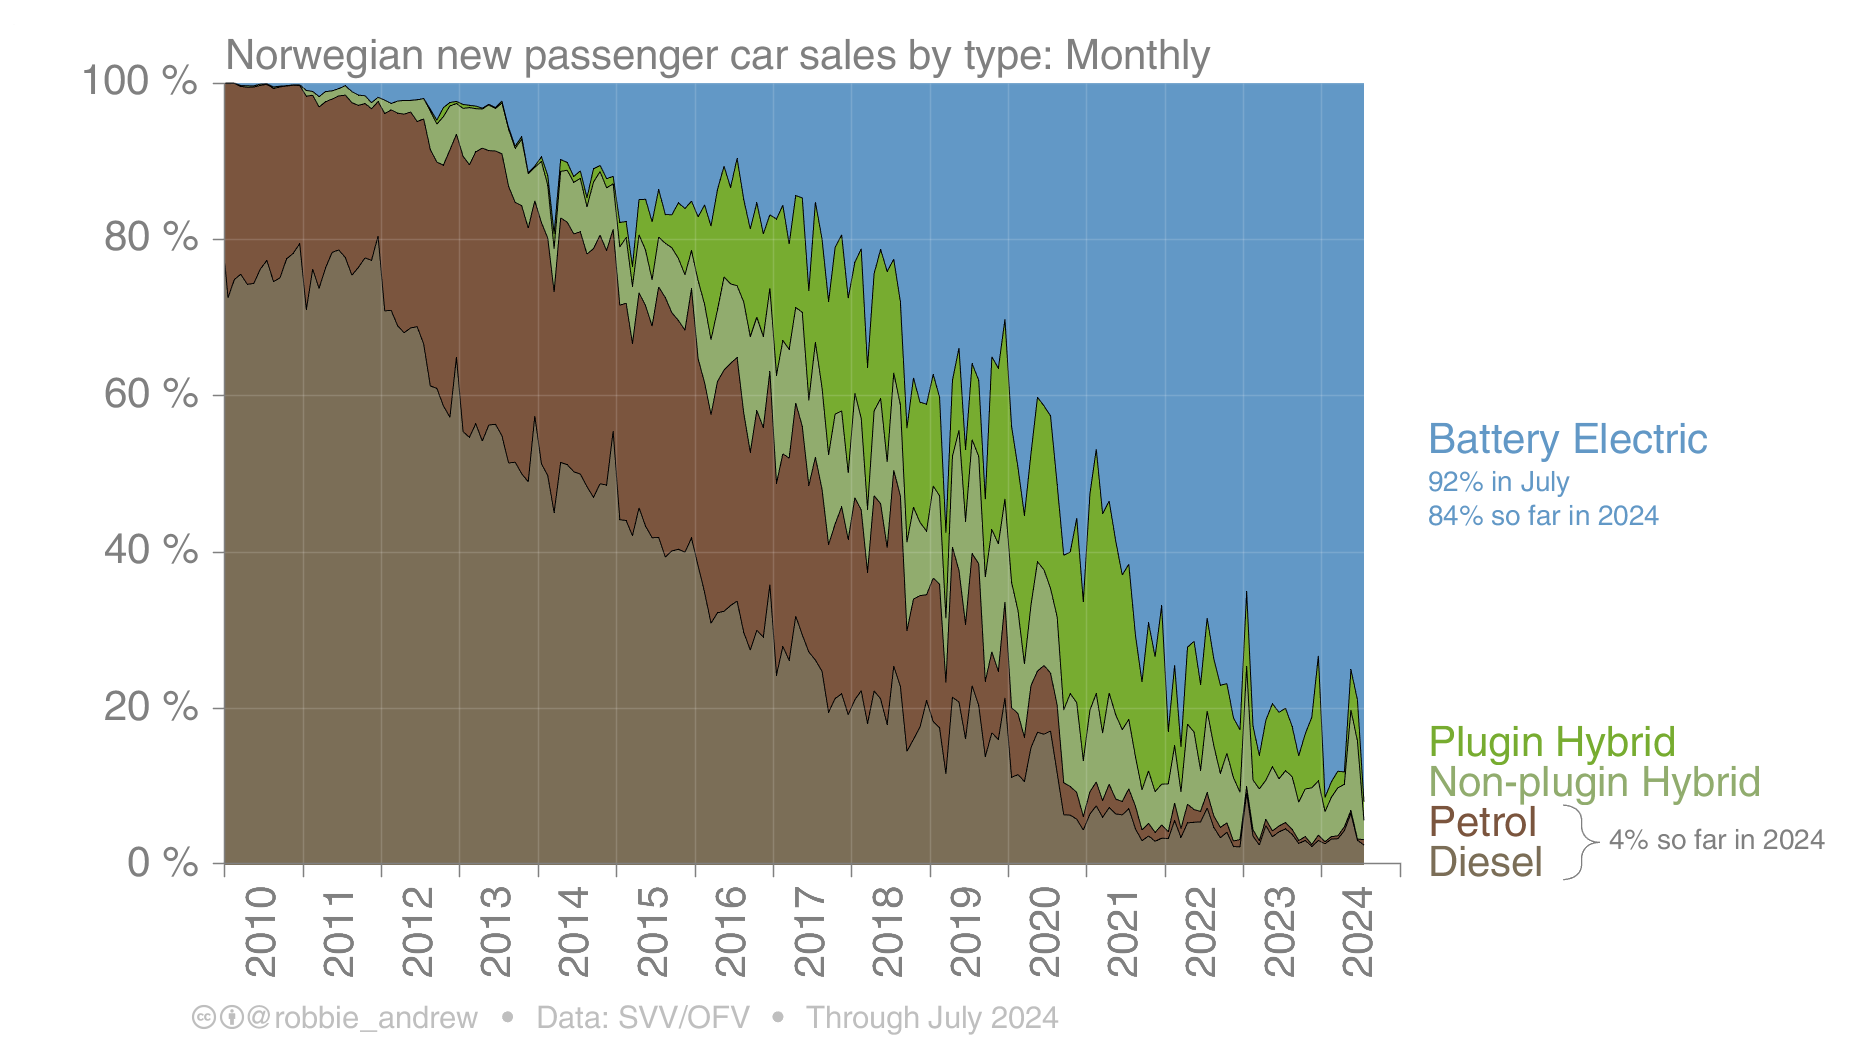 Norwegian new passenger car sales by type: Monthly
100 %
80 %
60 %
40 %
20 %
0 %
2010
2011
2012
2013
2014
2015
2016
2017
2018
2019
2020
2021
2022
2023
2024
Battery Electric
92% in July
84% so far in 2024
Plugin Hybrid
Non-plugin Hybrid
Petrol
Diesel
4% so far in 2024
cc @robbie_andrew • Data: SVV/OFV • Through July 2024